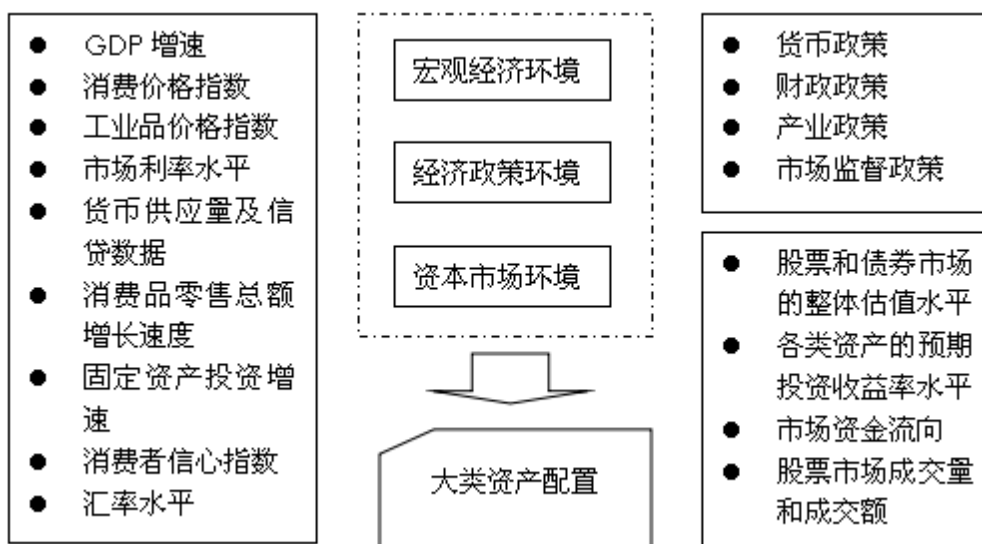 ● GDP 增速
● 消费价格指数
● 工业品价格指数
● 市场利率水平
● 货币供应量及信
贷数据
● 消费品零售总额
增长速度
● 固定资产投资增
速
● 消费者信心指数
● 汇率水平
宏观经济环境
经济政策环境
资本市场环境
大类资产配置
● 货币政策
● 财政政策
● 产业政策
● 市场监督政策
● 股票和债券市场
的整体估值水平
● 各类资产的预期
投资收益率水平
● 市场资金流向
● 股票市场成交量
和成交额